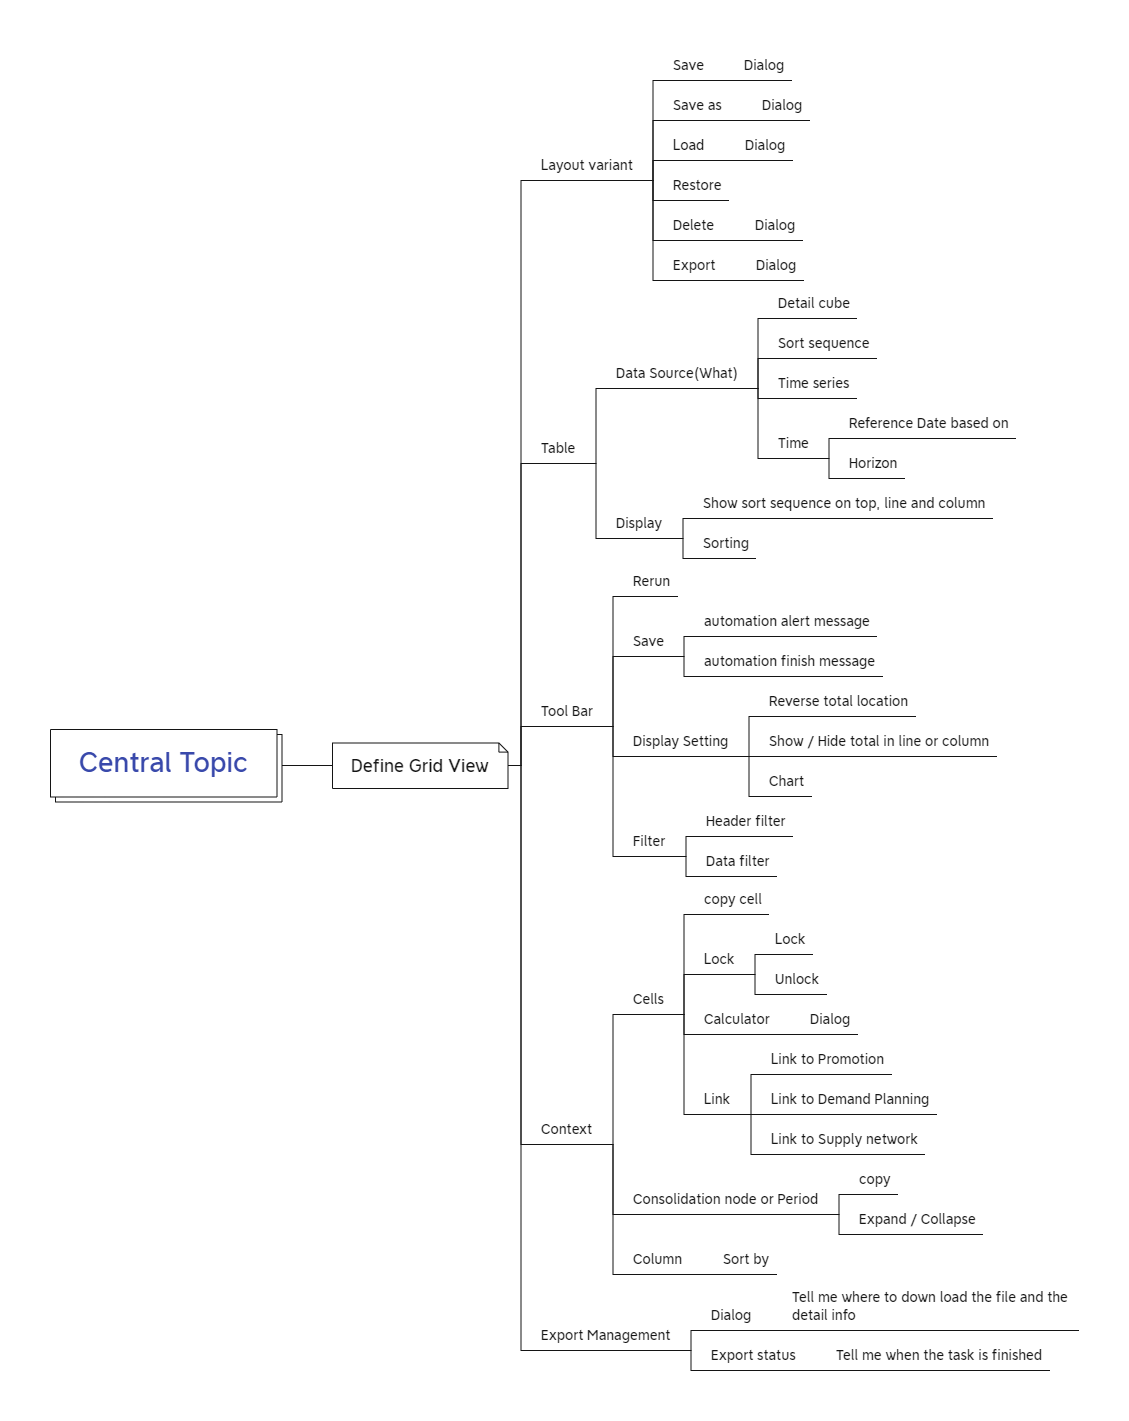 Save Dialog
Save as Dialog
Load Dialog
Layout variant
Restore
Delete Dialog
Export Dialog
Detail cube
Sort sequence
Data Source(What)
Time series
Reference Date based on
Time
Table
Horizon
Show sort sequence on top, line and column
Display
Sorting
Rerun
automation alert message
Save
automation finish message
Reverse total location
Tool Bar
Display Setting
Show / Hide total in line or column
Central Topic
Define Grid View
Chart
Header filter
Filter
Data filter
copy cell
Lock
Lock
Unlock
Cells
Calculator Dialog
Link to Promotion
Link
Link to Demand Planning
Context
Link to Supply network
copy
Consolidation node or Period
Expand / Collapse
Column Sort by
Tell me where to down load the file and the
Dialog
detail info
Export Management
Export status Tell me when the task is finished